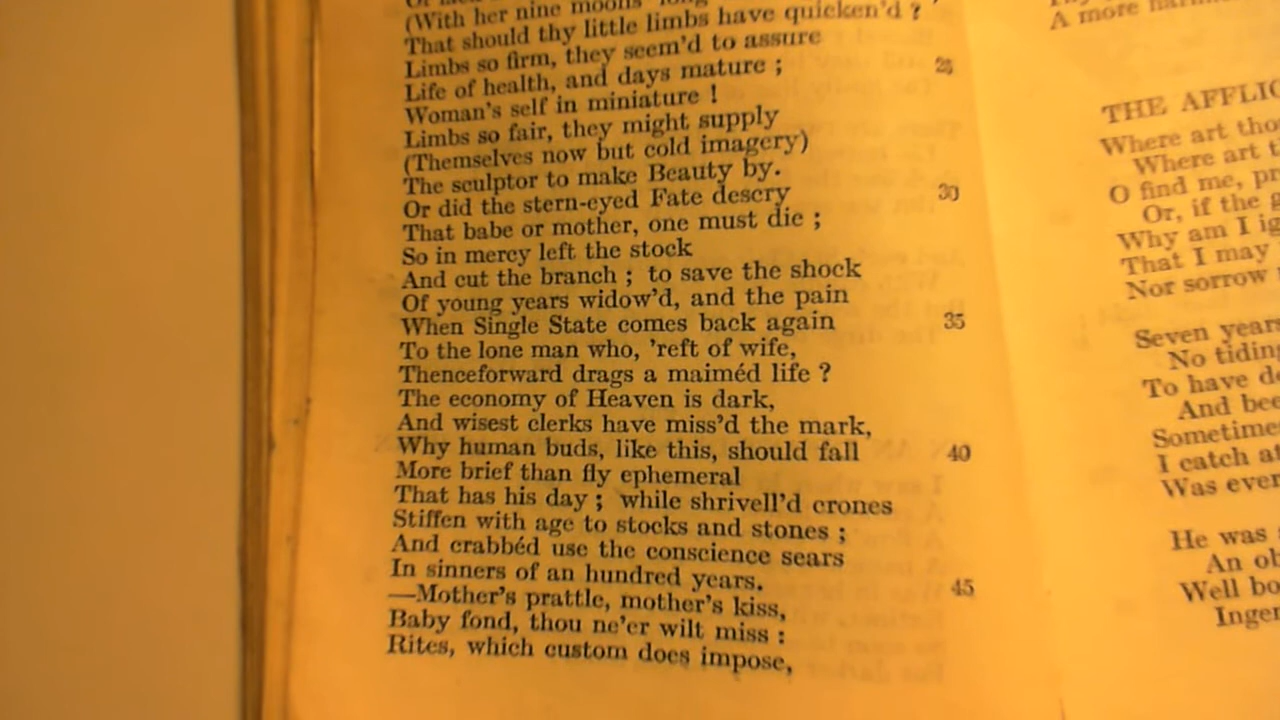 (With her nine moons' long
That should thy little limbs have quicken'd ?
Limbs so firm, they seem'd to assure
Life of health, and days mature ; 25
Woman's self in miniature !
Limbs so fair, they might supply
(Themselves now but cold imagery)
The sculptor to make Beauty by.
Or did the stern-eyed Fate descry 30
That babe or mother, one must die ;
So in mercy left the stock
And cut the branch ; to save the shock
Of young years widow'd, and the pain
When Single State comes back again 35
To the lone man who, 'reft of wife,
Thenceforward drags a maiméd life ?
The economy of Heaven is dark,
And wisest clerks have miss'd the mark,
Why human buds, like this, should fall 40
More brief than fly ephemeral
That has his day ; while shrivell'd crones
Stiffen with age to stocks and stones ;
And crabbéd use the conscience sears
In sinners of an hundred years. 45
—Mother's prattle, mother's kiss,
Baby fond, thou ne'er wilt miss :
Rites, which custom does impose,
A more
THE AFFLIC
Where art tho
Where art t
O find me, pr
Or, if the g
Why am I ig
That I may
Nor sorrow
Seven years
No tiding
To have de
And bee
Sometime
I catch at
Was ever
He was
An ob
Well bo
Inger